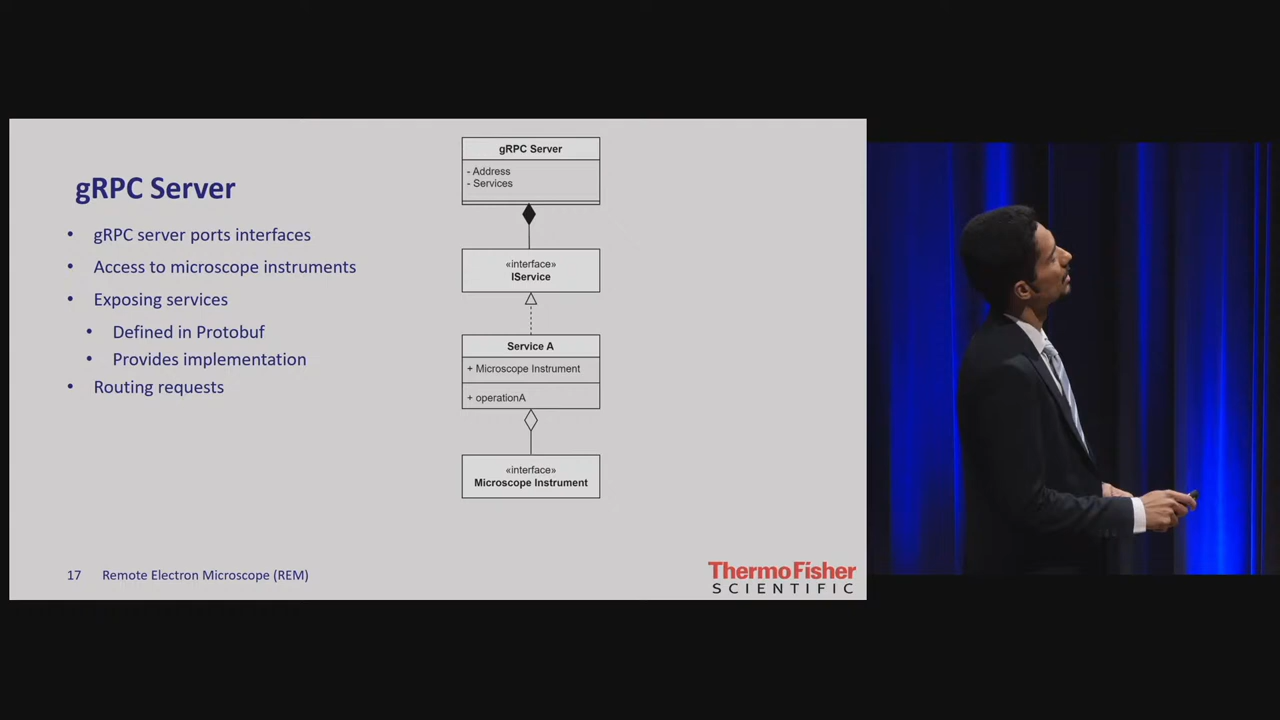 gRPC Server
• gRPC server ports interfaces
• Access to microscope instruments
• Exposing services
• Defined in Protobuf
• Provides implementation
• Routing requests
gRPC Server
- Address
- Services
«interface»
IService
Service A
+ Microscope Instrument
+ operationA
«interface»
Microscope Instrument
17 Remote Electron Microscope (REM)
ThermoFisher
SCIENTIFIC